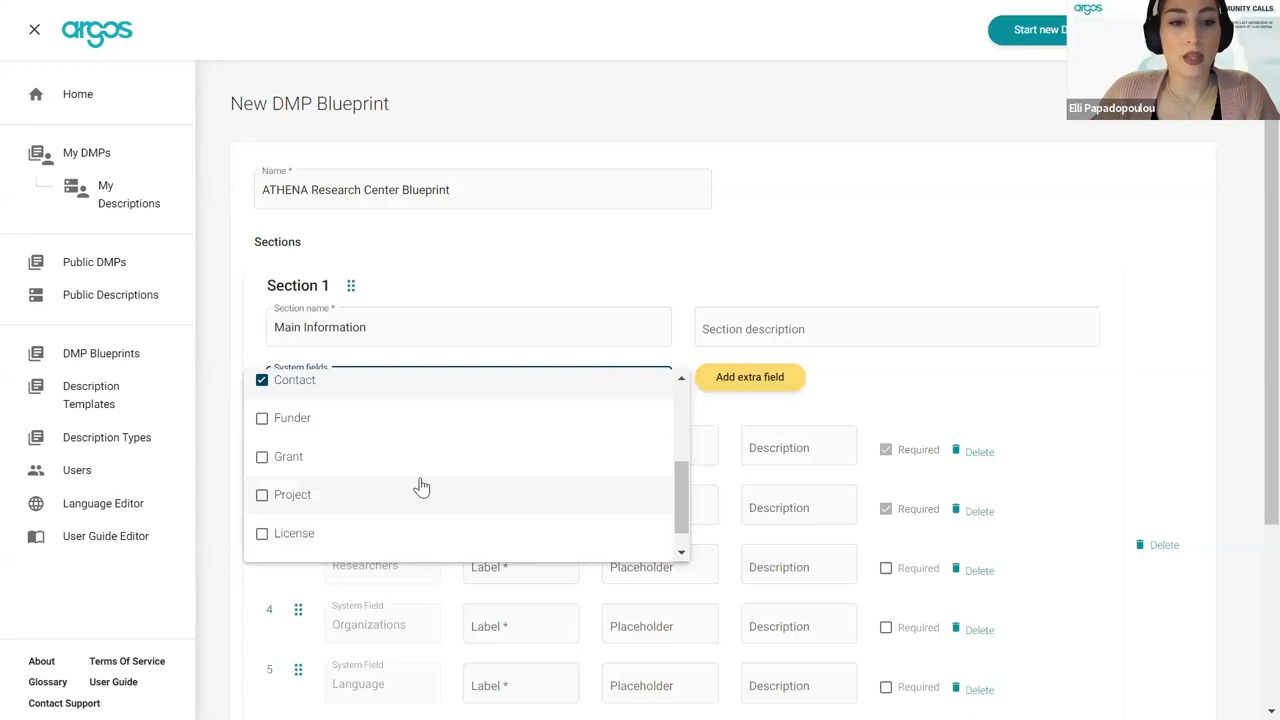 argos
Start new D
argos
MUNITY CALLS
Elli Papadopoulou
Home
My DMPs
My
Descriptions
Public DMPs
Public Descriptions
DMP Blueprints
Description
Templates
Description Types
Users
Language Editor
User Guide Editor
About
Terms Of Service
Glossary
User Guide
Contact Support
New DMP Blueprint
Name *
ATHENA Research Center Blueprint
Sections
Section 1
Section name *
Main Information
Section description
System fields
Add extra field
Contact
Funder
Grant
Project
License
Description
Required
Delete
Description
Required
Delete
Delete
Researchers
Label *
Placeholder
Description
Required
Delete
4
System Field
Organizations
Label *
Placeholder
Description
Required
Delete
5
System Field
Language
Label *
Placeholder
Description
Required
Delete